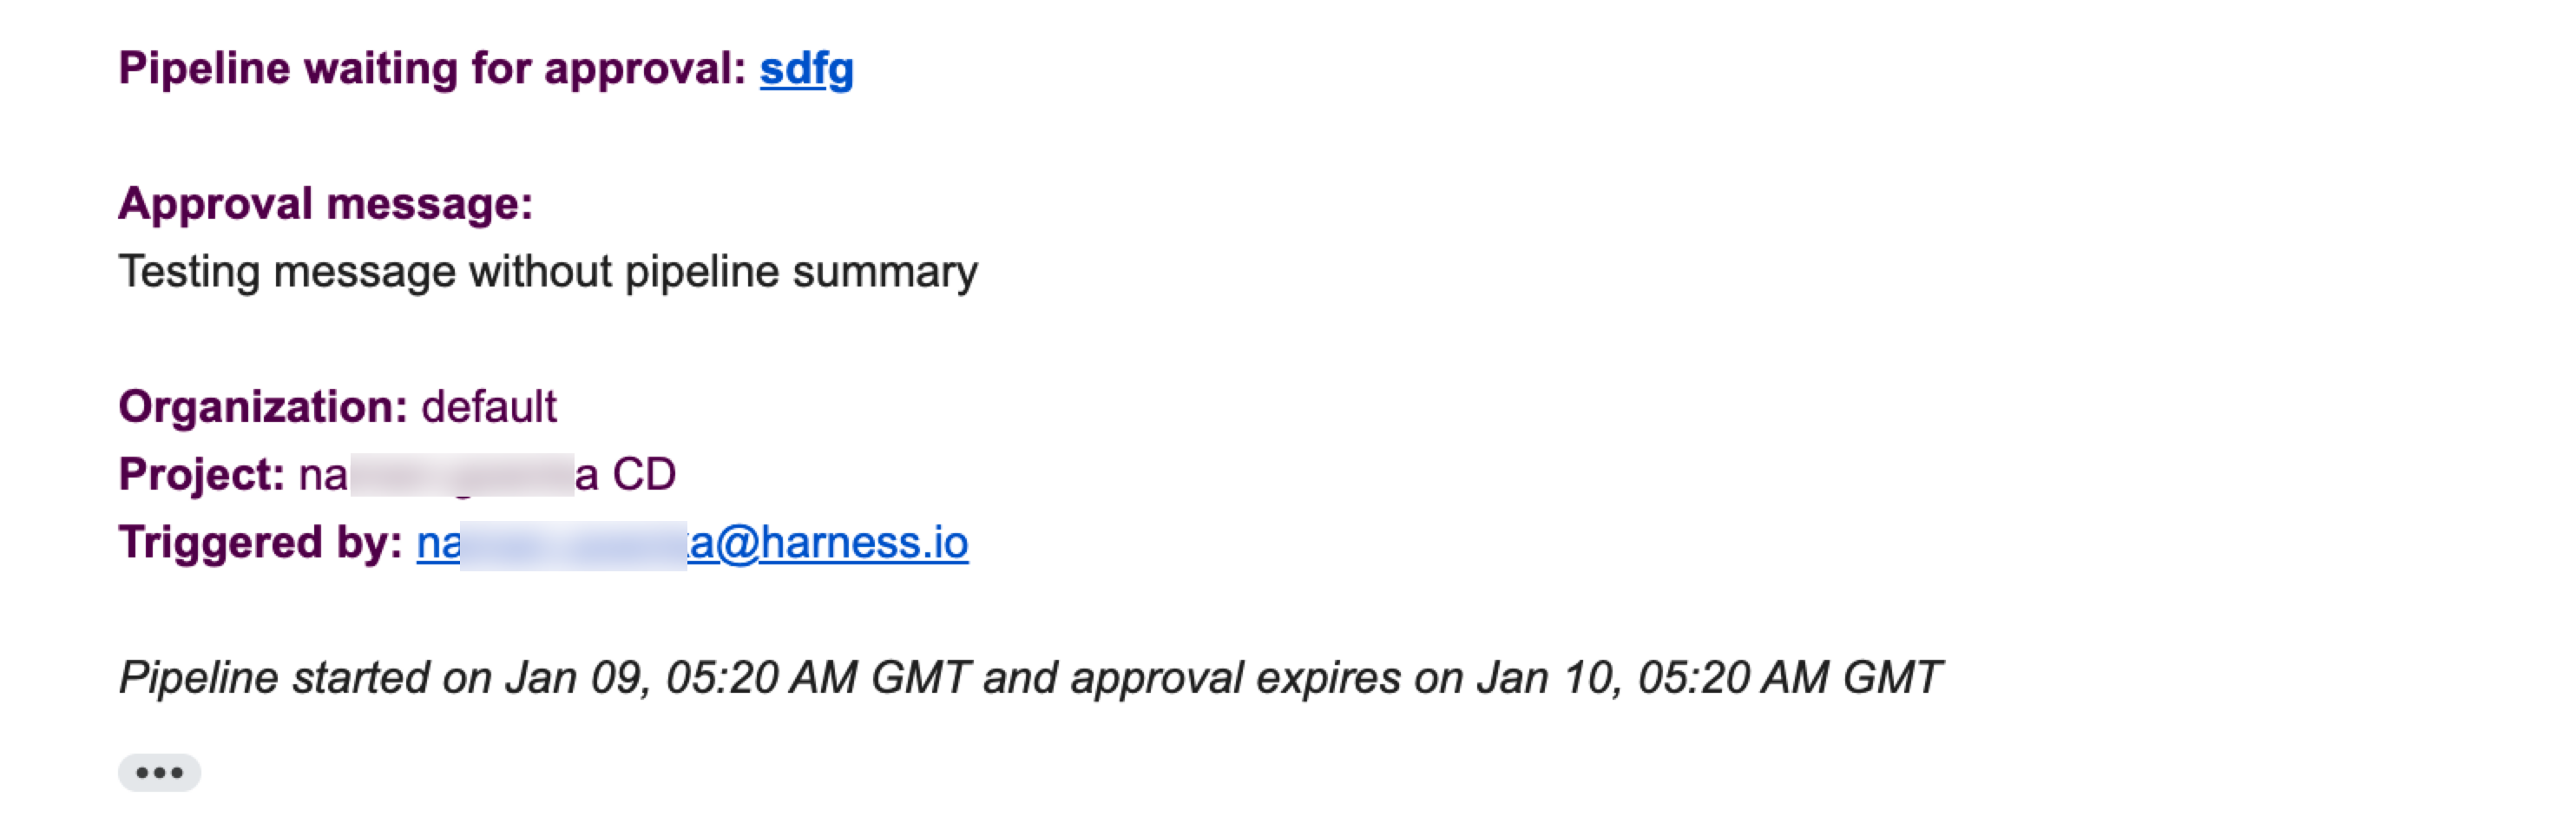 Pipeline waiting for approval: sdfg
Approval message:
Testing message without pipeline summary
Organization: default
Project: na a CD
Triggered by: na a@harness.io
Pipeline started on Jan 09, 05:20 AM GMT and approval expires on Jan 10, 05:20 AM GMT